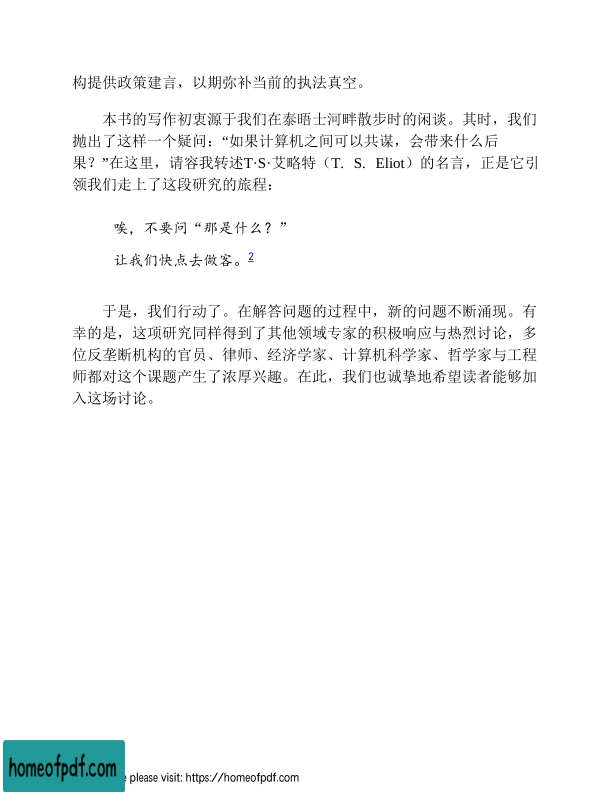 构提供政策建言，以期弥补当前的执法真空。
本书的写作初衷源于我们在泰晤士河畔散步时的闲谈。其时，我们
抛出了这样一个疑问：“如果计算机之间可以共谋，会带来什么后
果？”在这里，请容我转述T·S·艾略特（T. S. Eliot）的名言，正是它引
领我们走上了这段研究的旅程：
唉，不要问“那是什么？”
让我们快点去做客。2
于是，我们行动了。在解答问题的过程中，新的问题不断涌现。有
幸的是，这项研究同样得到了其他领域专家的积极响应与热烈讨论，多
位反垄断机构的官员、律师、经济学家、计算机科学家、哲学家与工程
师都对这个课题产生了浓厚兴趣。在此，我们也诚挚地希望读者能够加
入这场讨论。
homeofpdf.com
please visit: https://homeofpdf.com